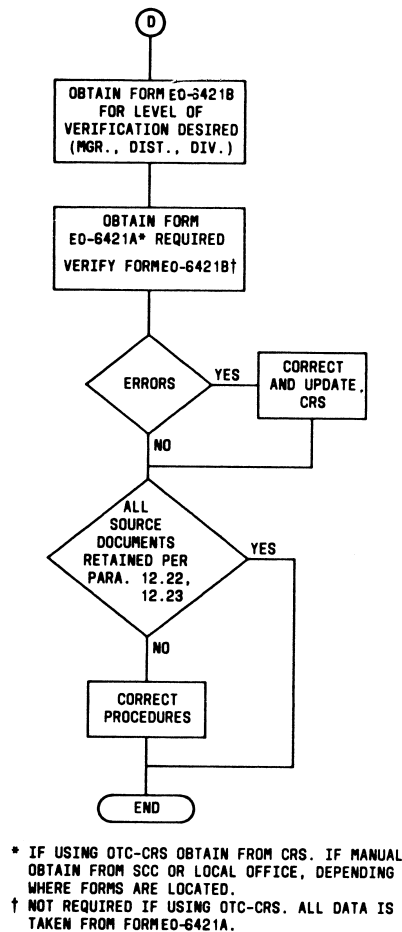 D
OBTAIN FORM EO-6421B
FOR LEVEL OF
VERIFICATION DESIRED
(MGR., DIST., DIV.)
OBTAIN FORM
EO-6421A* REQUIRED
VERIFY FORMEO-6421B†
ERRORS
YES
CORRECT
AND UPDATE,
CRS
NO
ALL
SOURCE
DOCUMENTS
RETAINED PER
PARA. 12.22,
12.23
YES
NO
CORRECT
PROCEDURES
END
* IF USING OTC-CRS OBTAIN FROM CRS. IF MANUAL
OBTAIN FROM SCC OR LOCAL OFFICE, DEPENDING
WHERE FORMS ARE LOCATED.
† NOT REQUIRED IF USING OTC-CRS. ALL DATA IS
TAKEN FROM FORMEO-6421A.